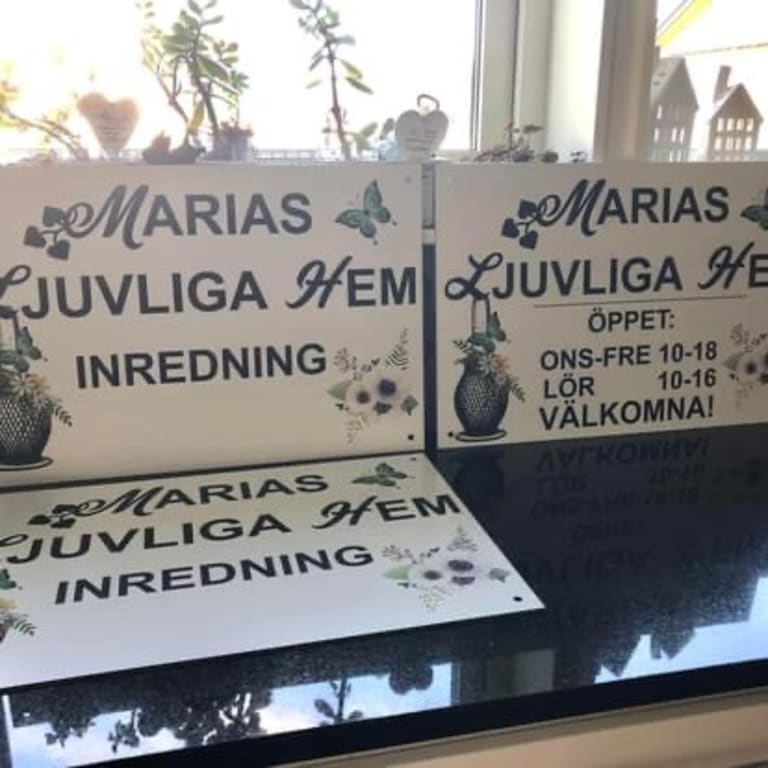 MARIAS
LJUVLIGA HEM
INREDNING
MARIAS
LJUVLIGA HE
ÖPPET:
ONS-FRE 10-18
LÖR 10-16
VÄLKOMNA!
MARIAS
LJUVLIGA HEM
INREDNING